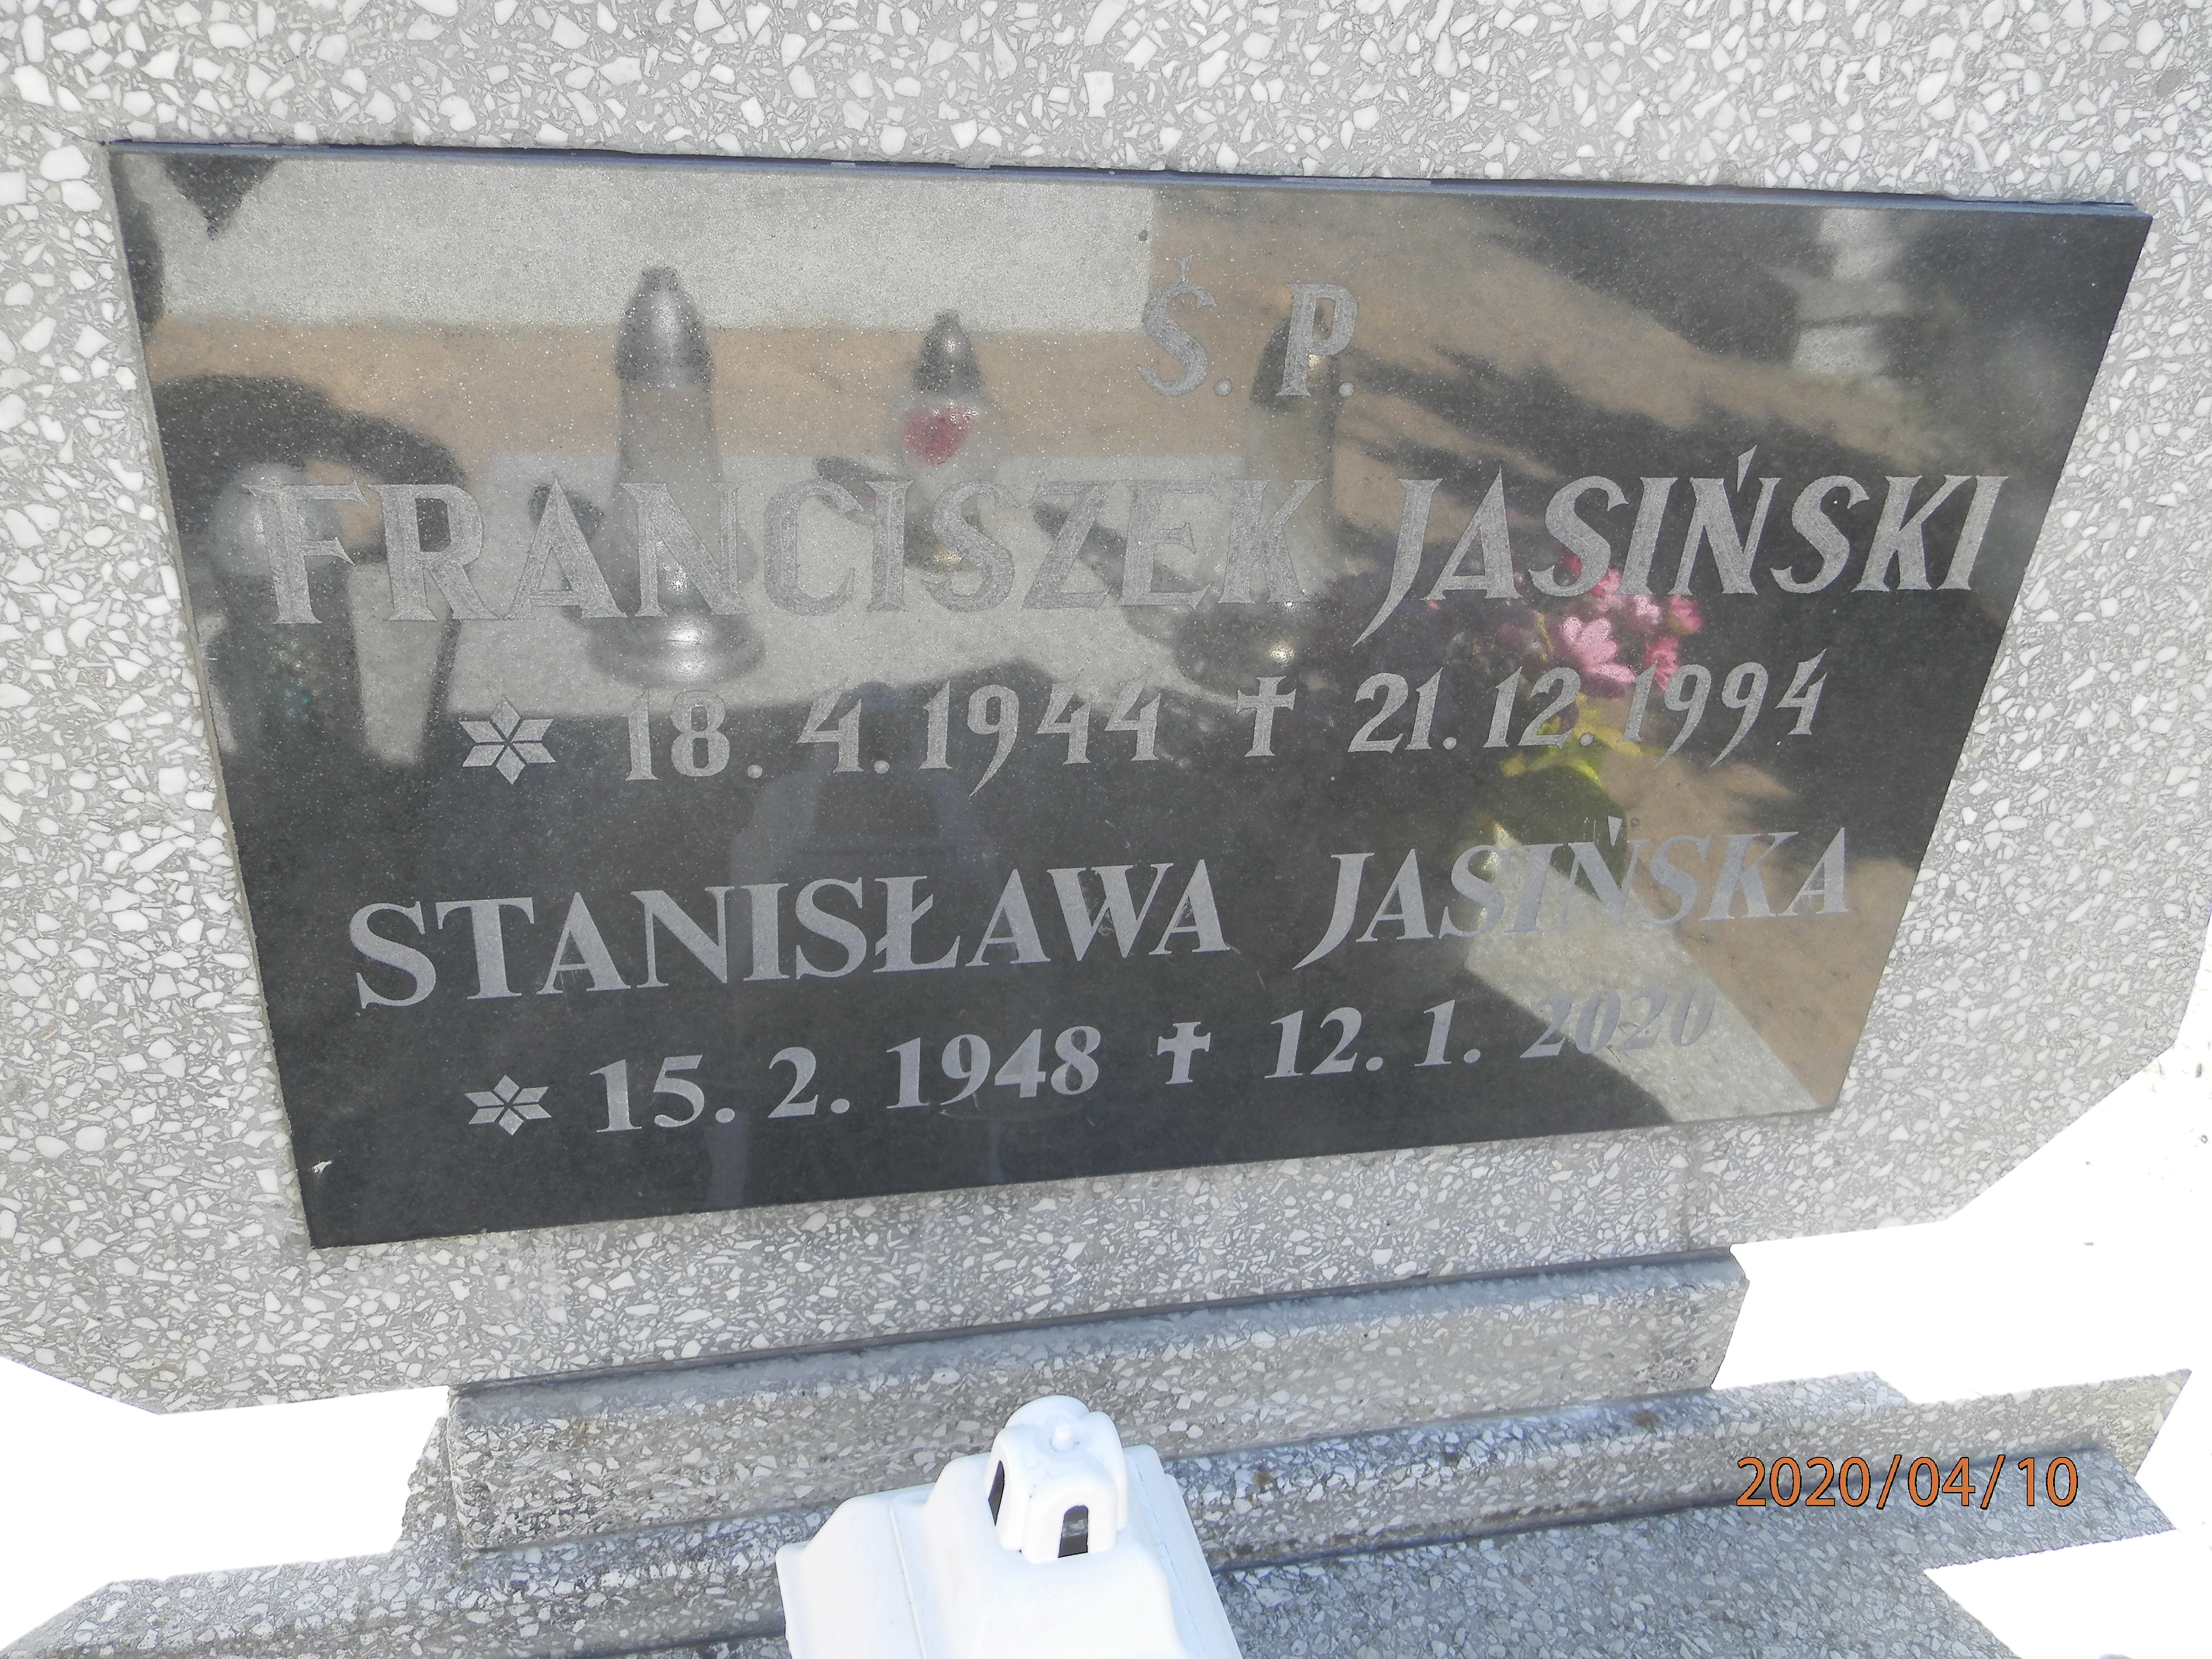 Ś. P.
FRANCISZEK JASIŃSKI
18. 4. 1944 ✝ 21. 12. 1994
STANISŁAWA JASIŃSKA
15. 2. 1948 ✝ 12. 1. 2020
2020/04/10